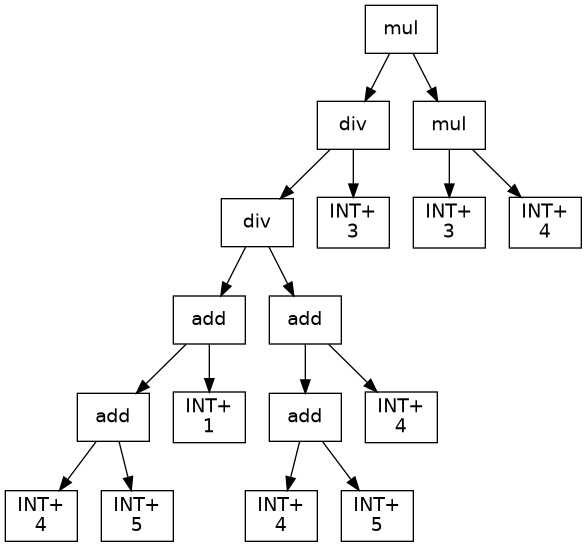 mul
div
mul
div
INT+
3
INT+
3
INT+
4
add
add
add
INT+
1
add
INT+
4
INT+
4
INT+
5
INT+
4
INT+
5